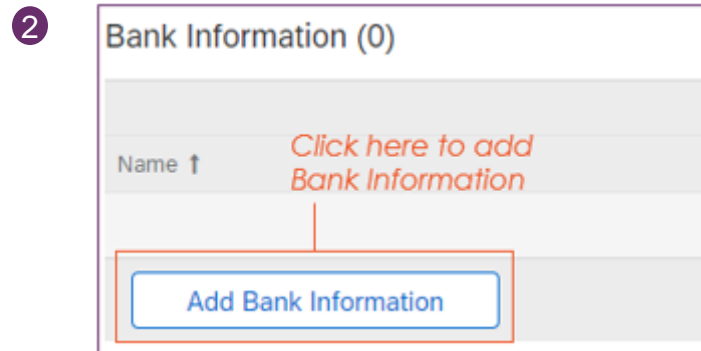 2
Bank Information (0)
Click here to add
Bank Information
Name ↑
Add Bank Information